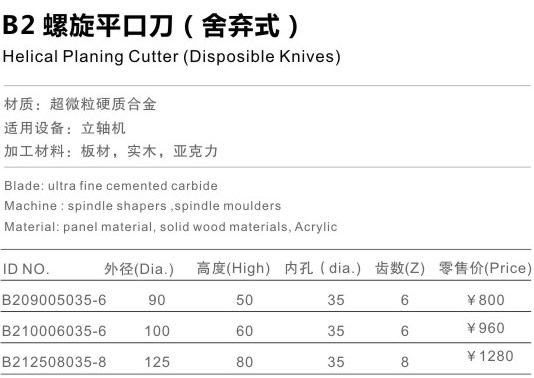 B2 螺旋平口刀（舍弃式）
Helical Planing Cutter (Disposible Knives)
材质：超微粒硬质合金
适用设备：立轴机
加工材料：板材，实木，亚克力
Blade: ultra fine cemented carbide
Machine : spindle shapers ,spindle moulders
Material: panel material, solid wood materials, Acrylic
ID NO. 外径(Dia.) 高度(High) 内孔（dia.) 齿数(Z) 零售价(Price)
B209005035-6 90 50 35 6 ￥800
B210006035-6 100 60 35 6 ￥960
B212508035-8 125 80 35 8 ￥1280